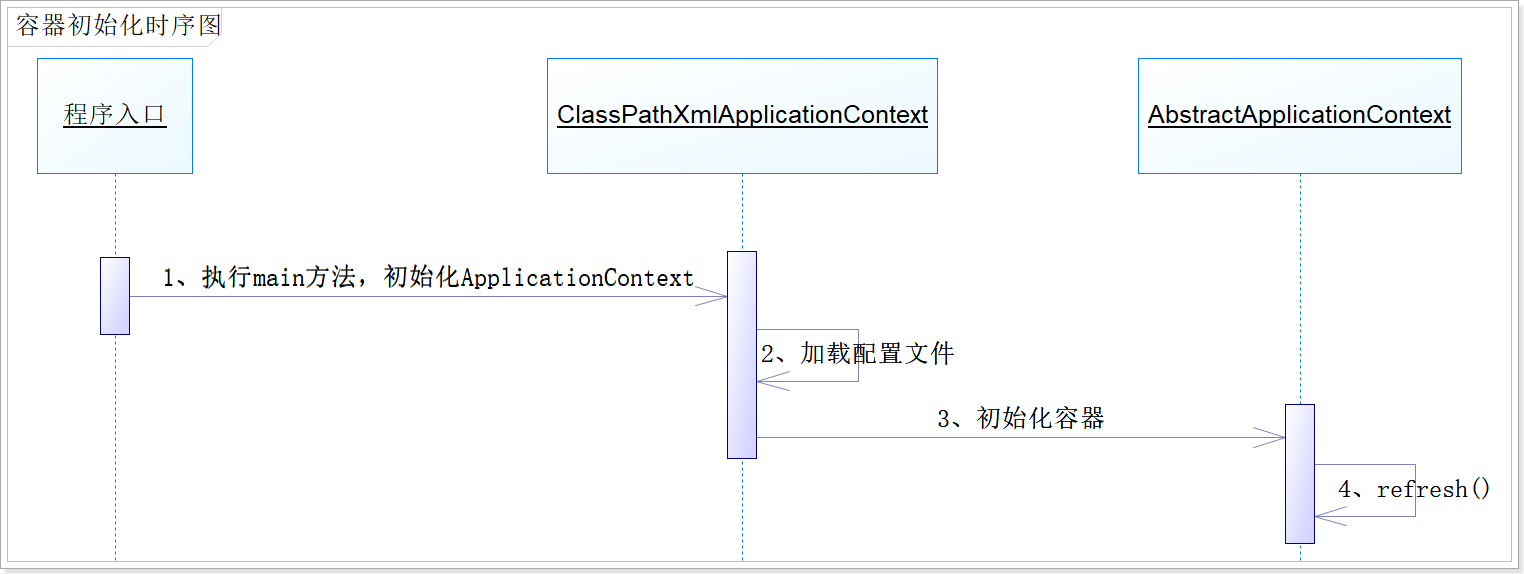 容器初始化时序图
程序入口
ClassPathXmlApplicationContext
AbstractApplicationContext
1、执行main方法，初始化ApplicationContext
2、加载配置文件
3、初始化容器
4、refresh()